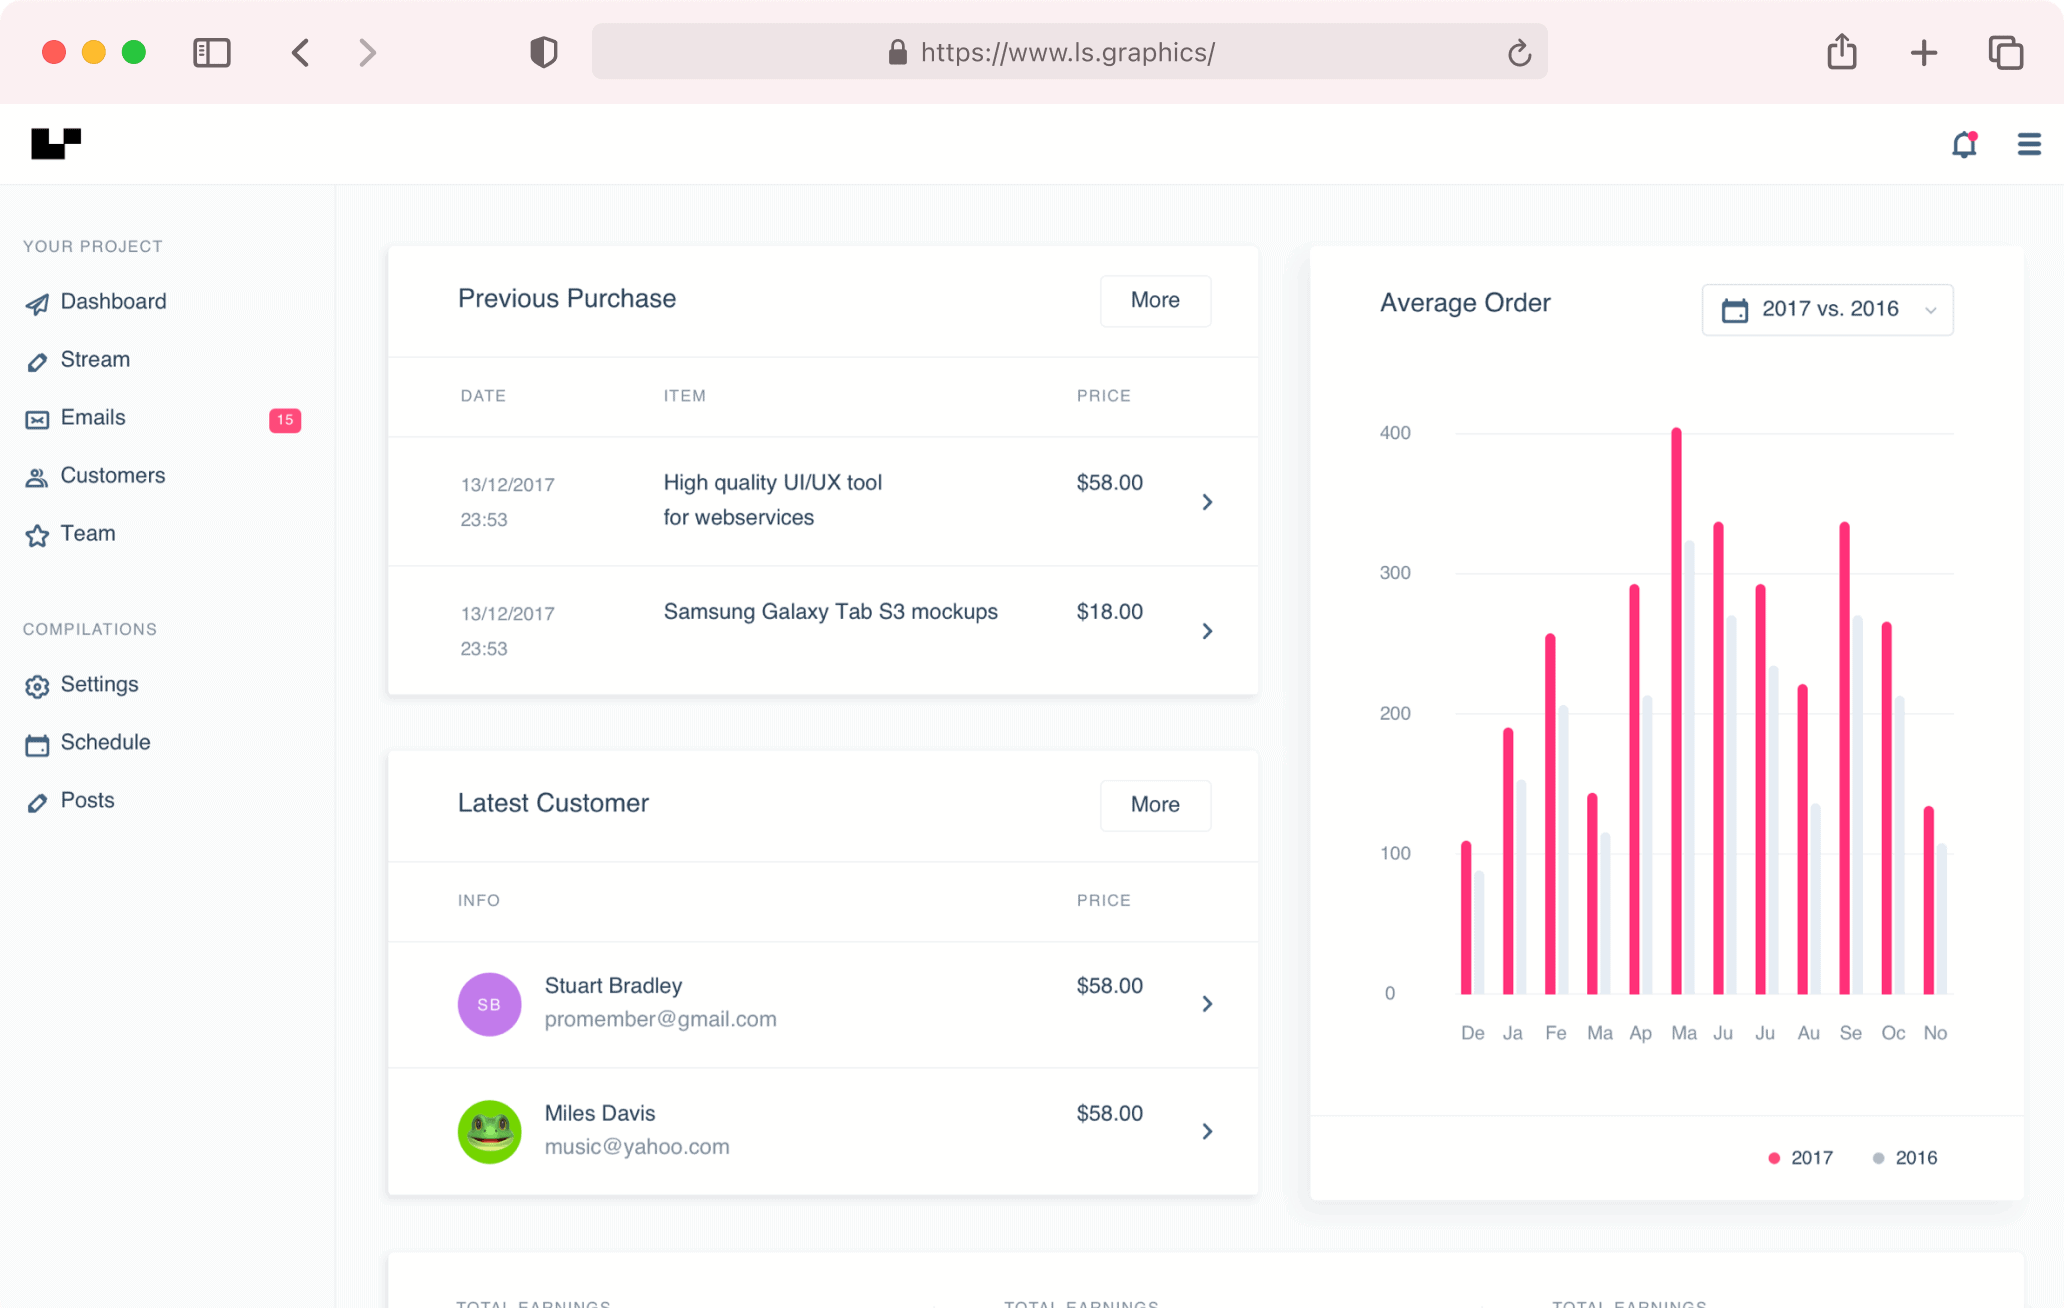 https://www.ls.graphics/
YOUR PROJECT
Dashboard
Stream
Emails 15
Customers
Team
COMPILATIONS
Settings
Schedule
Posts
Previous Purchase More
DATE ITEM PRICE
13/12/2017 High quality UI/UX tool $58.00
23:53 for webservices
13/12/2017 Samsung Galaxy Tab S3 mockups $18.00
23:53
Latest Customer More
INFO PRICE
SB Stuart Bradley $58.00
promember@gmail.com
Miles Davis $58.00
music@yahoo.com
Average Order 2017 vs. 2016
400
300
200
100
0
De Ja Fe Ma Ap Ma Ju Ju Au Se Oc No
2017 2016
TOTAL EARNINGS TOTAL EARNINGS TOTAL EARNINGS